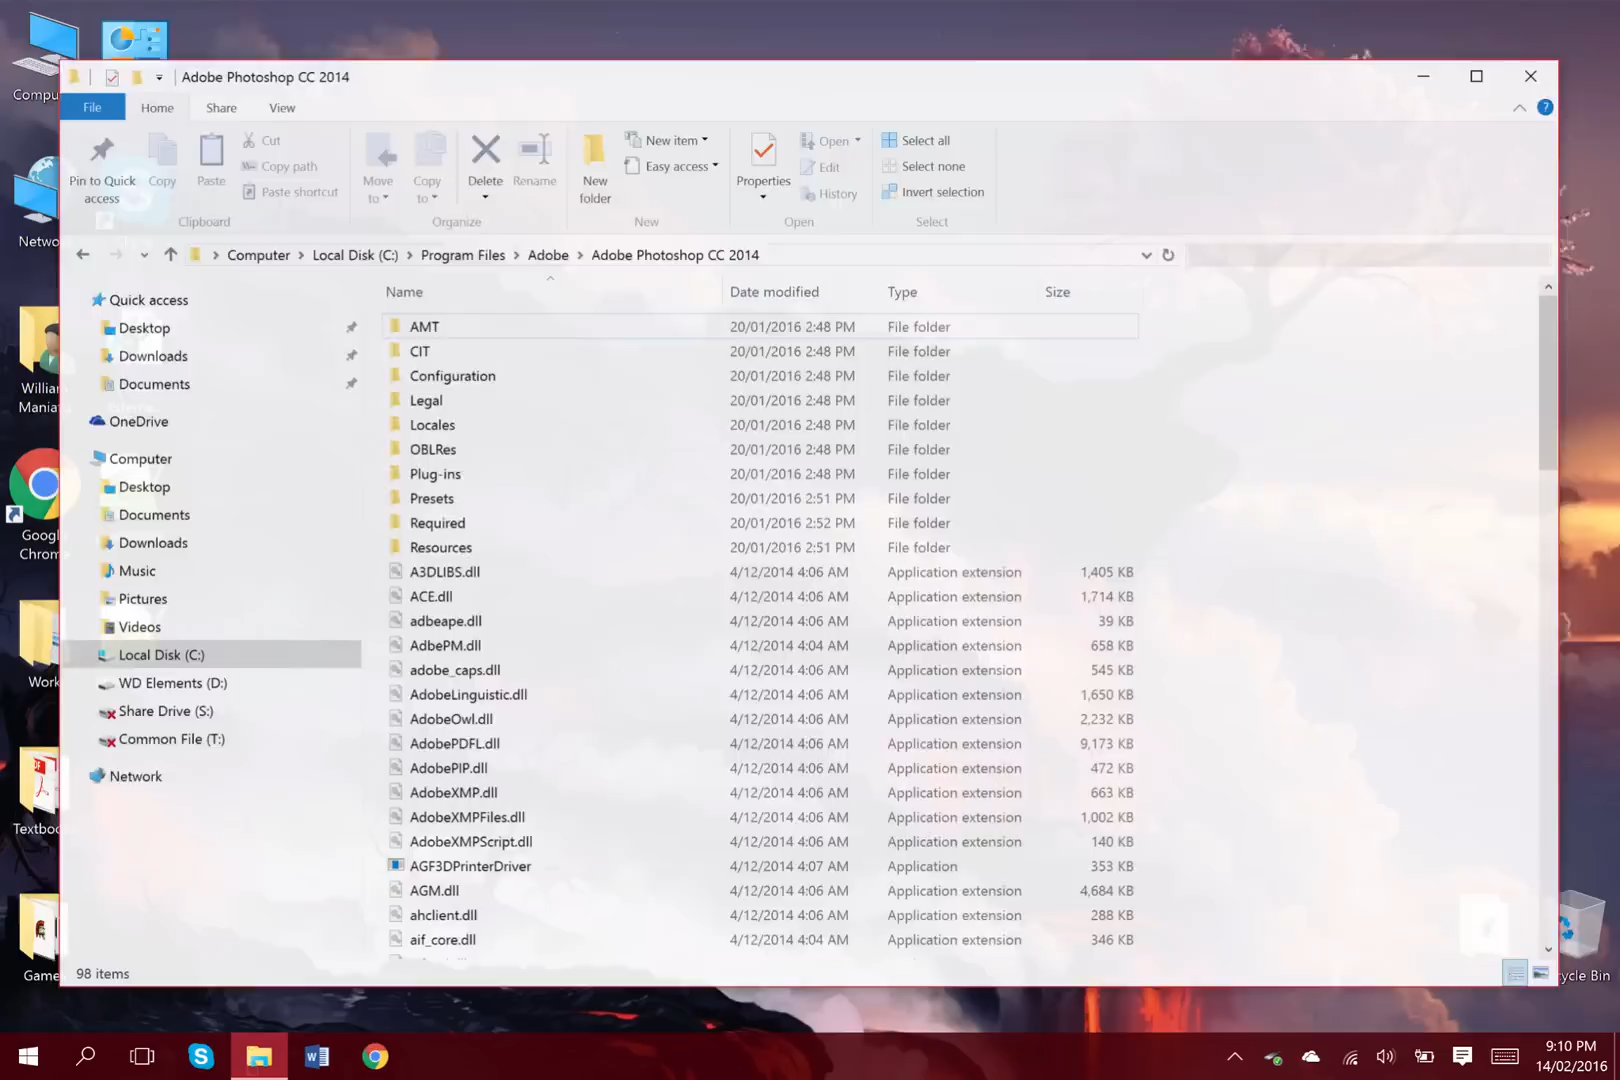 Adobe Photoshop CC 2014
File Home Share View
Pin to Quick access
Copy
Paste
Cut
Copy path
Paste shortcut
Clipboard
Move to
Copy to
Delete
Rename
Organize
New folder
New item
Easy access
New
Properties
Open
Edit
History
Open
Select all
Select none
Invert selection
Select
Computer > Local Disk (C:) > Program Files > Adobe > Adobe Photoshop CC 2014
Quick access
Desktop
Downloads
Documents
OneDrive
Computer
Desktop
Documents
Downloads
Music
Pictures
Videos
Local Disk (C:)
WD Elements (D:)
Share Drive (S:)
Common File (T:)
Network
Name Date modified Type Size
AMT 20/01/2016 2:48 PM File folder
CIT 20/01/2016 2:48 PM File folder
Configuration 20/01/2016 2:48 PM File folder
Legal 20/01/2016 2:48 PM File folder
Locales 20/01/2016 2:48 PM File folder
OBLRes 20/01/2016 2:48 PM File folder
Plug-ins 20/01/2016 2:48 PM File folder
Presets 20/01/2016 2:51 PM File folder
Required 20/01/2016 2:52 PM File folder
Resources 20/01/2016 2:51 PM File folder
A3DLIBS.dll 4/12/2014 4:06 AM Application extension 1,405 KB
ACE.dll 4/12/2014 4:06 AM Application extension 1,714 KB
adbeape.dll 4/12/2014 4:06 AM Application extension 39 KB
AdbePM.dll 4/12/2014 4:04 AM Application extension 658 KB
adobe_caps.dll 4/12/2014 4:06 AM Application extension 545 KB
AdobeLinguistic.dll 4/12/2014 4:06 AM Application extension 1,650 KB
AdobeOwl.dll 4/12/2014 4:06 AM Application extension 2,232 KB
AdobePDFL.dll 4/12/2014 4:06 AM Application extension 9,173 KB
AdobePIP.dll 4/12/2014 4:06 AM Application extension 472 KB
AdobeXMP.dll 4/12/2014 4:06 AM Application extension 663 KB
AdobeXMPFiles.dll 4/12/2014 4:06 AM Application extension 1,002 KB
AdobeXMPScript.dll 4/12/2014 4:06 AM Application extension 140 KB
AGF3DPrinterDriver 4/12/2014 4:07 AM Application 353 KB
AGM.dll 4/12/2014 4:06 AM Application extension 4,684 KB
ahclient.dll 4/12/2014 4:06 AM Application extension 288 KB
aif_core.dll 4/12/2014 4:04 AM Application extension 346 KB
98 items
Compu
Netwo
Willia
Mania
Googl
Chrom
Work
Textbo
Game
ycle Bin
9:10 PM
14/02/2016